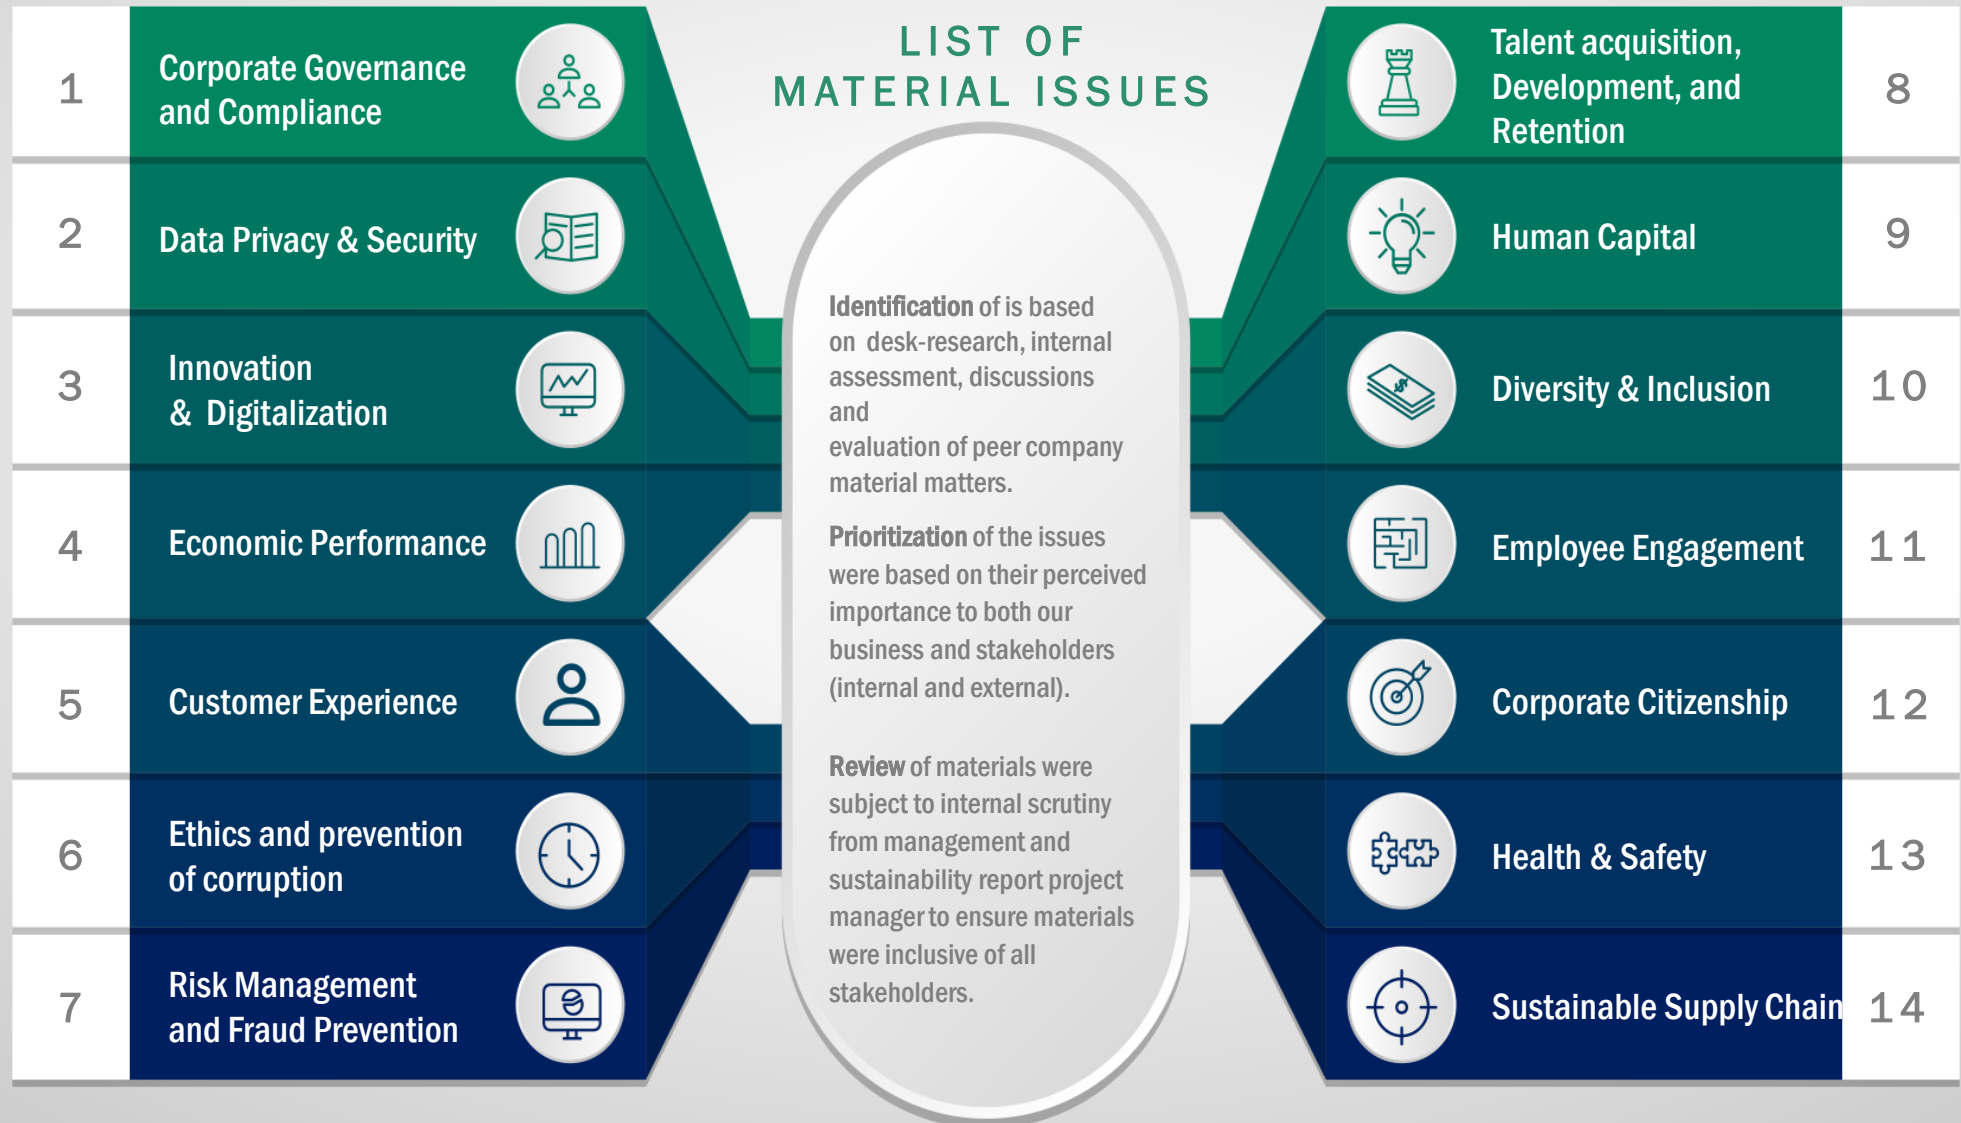 LIST OF
MATERIAL ISSUES
1
Corporate Governance
and Compliance
2
Data Privacy & Security
3
Innovation
& Digitalization
4
Economic Performance
5
Customer Experience
6
Ethics and prevention
of corruption
7
Risk Management
and Fraud Prevention
Identification of is based
on desk-research, internal
assessment, discussions
and
evaluation of peer company
material matters.
Prioritization of the issues
were based on their perceived
importance to both our
business and stakeholders
(internal and external).
Review of materials were
subject to internal scrutiny
from management and
sustainability report project
manager to ensure materials
were inclusive of all
stakeholders.
Talent acquisition,
Development, and
Retention
8
Human Capital
9
Diversity & Inclusion
10
Employee Engagement
11
Corporate Citizenship
12
Health & Safety
13
Sustainable Supply Chain
14